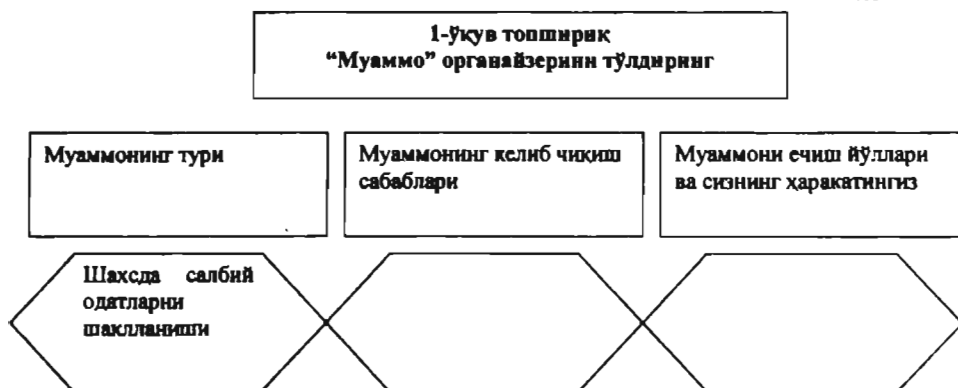 1-ўқув топшириқ
“Муаммо” органайзерини тўлдиринг
Муаммонинг тури
Муаммонинг келиб чиқиш
сабаблари
Муаммони ечиш йўллари
ва сизнинг ҳаракатингиз
Шахсда салбий
одатларни
шаклланиши